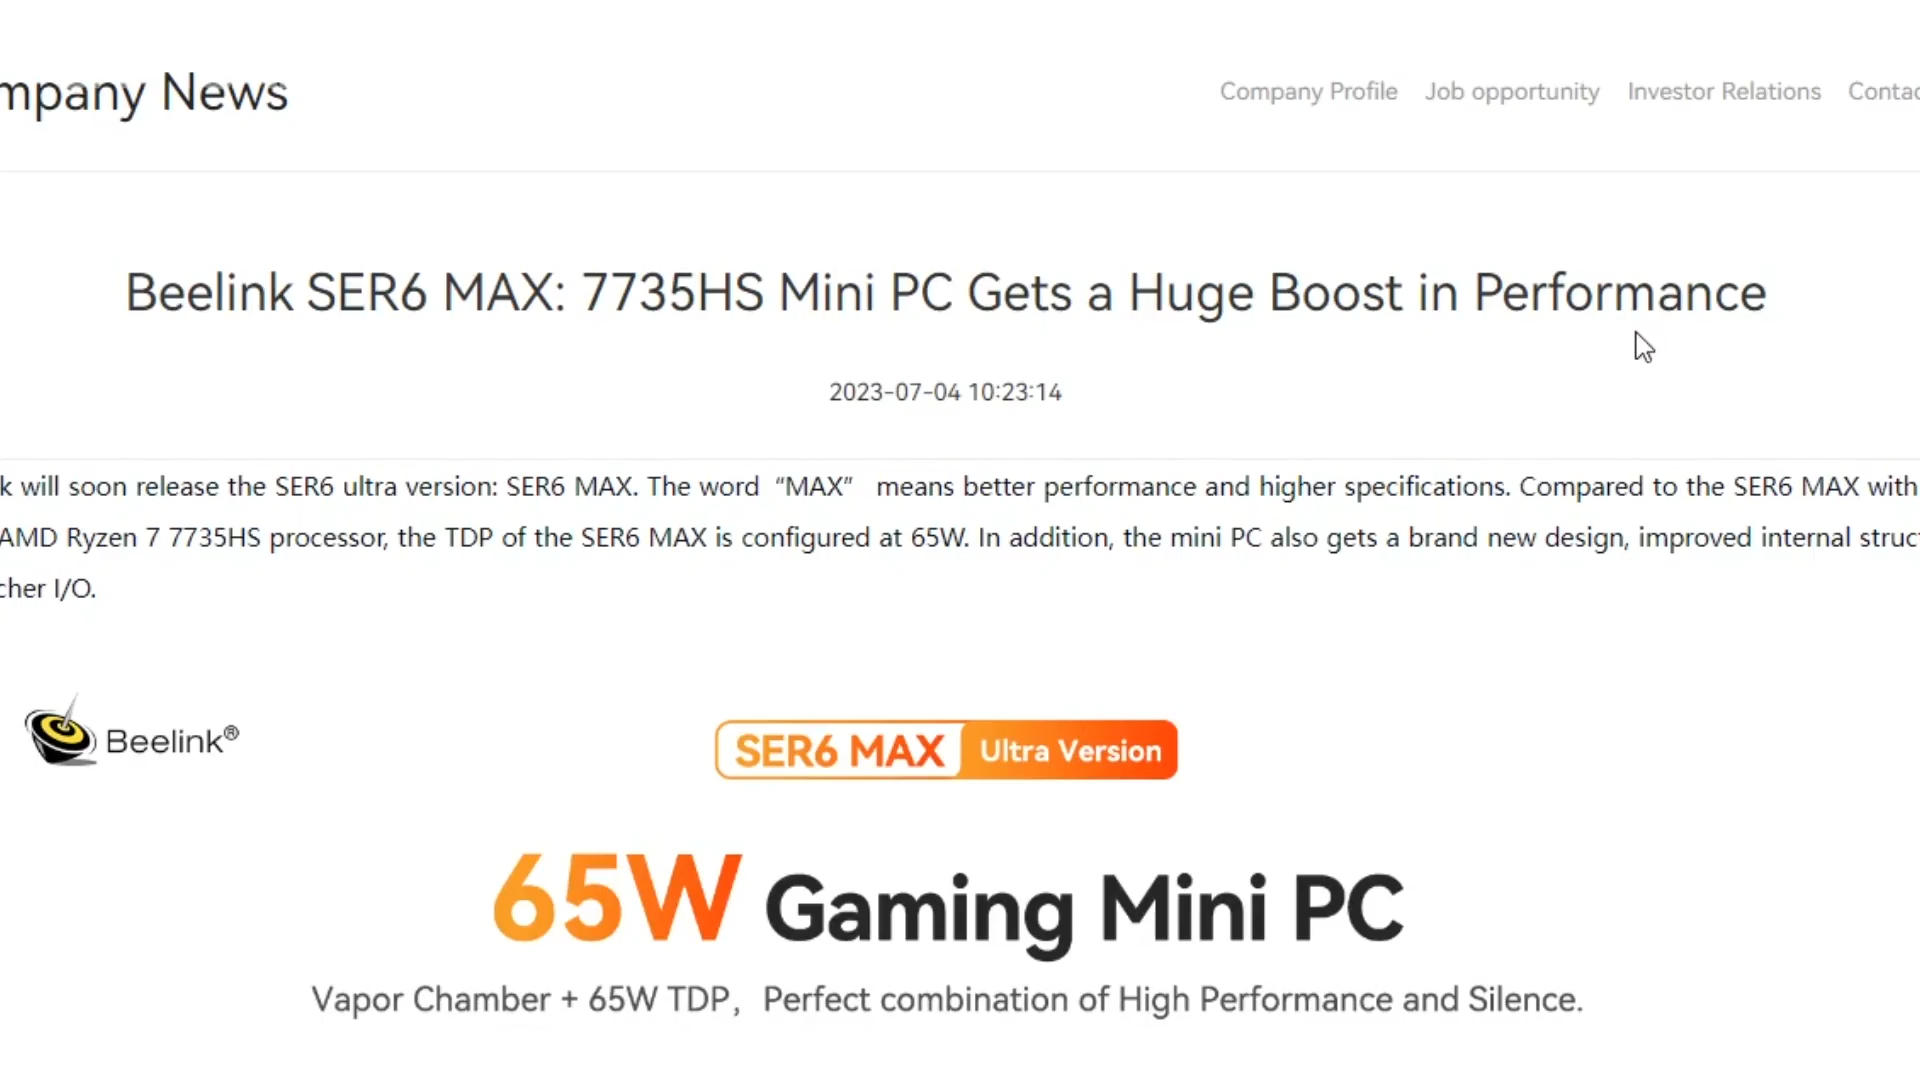 mpany News
Company Profile Job opportunity Investor Relations Contac
Beelink SER6 MAX: 7735HS Mini PC Gets a Huge Boost in Performance
2023-07-04 10:23:14
k will soon release the SER6 ultra version: SER6 MAX. The word “MAX” means better performance and higher specifications. Compared to the SER6 MAX with
AMD Ryzen 7 7735HS processor, the TDP of the SER6 MAX is configured at 65W. In addition, the mini PC also gets a brand new design, improved internal struct
cher I/O.
Beelink®
SER6 MAX Ultra Version
65W Gaming Mini PC
Vapor Chamber + 65W TDP, Perfect combination of High Performance and Silence.